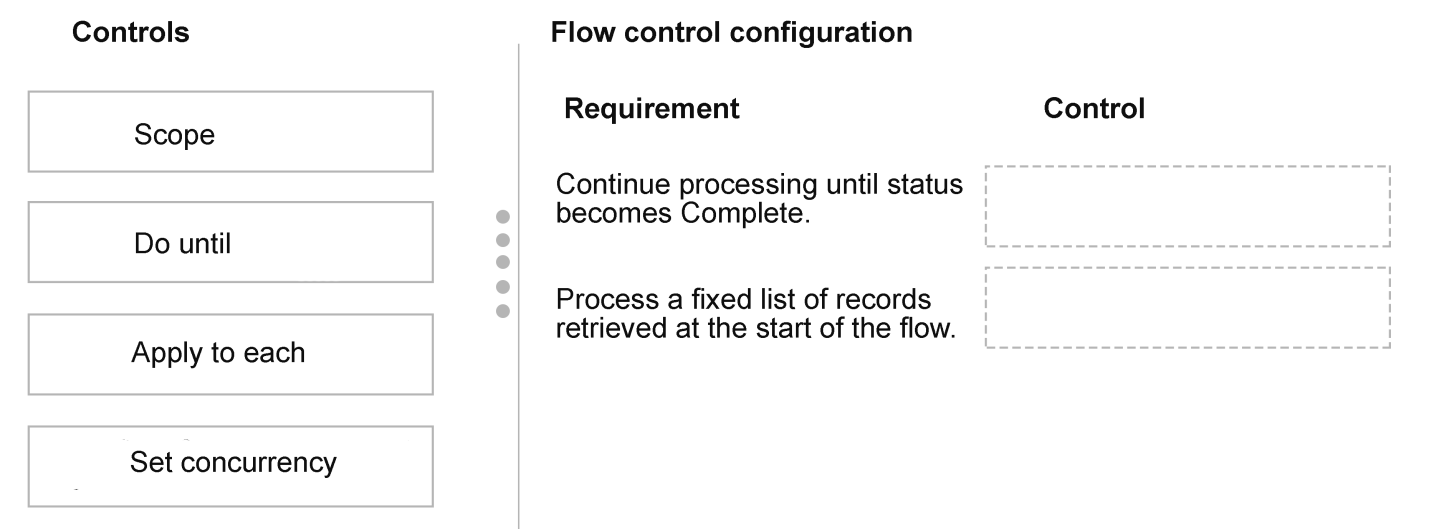 Controls
Scope
Do until
Apply to each
Set concurrency
Flow control configuration
Requirement
Control
Continue processing until status
becomes Complete.
Process a fixed list of records
retrieved at the start of the flow.